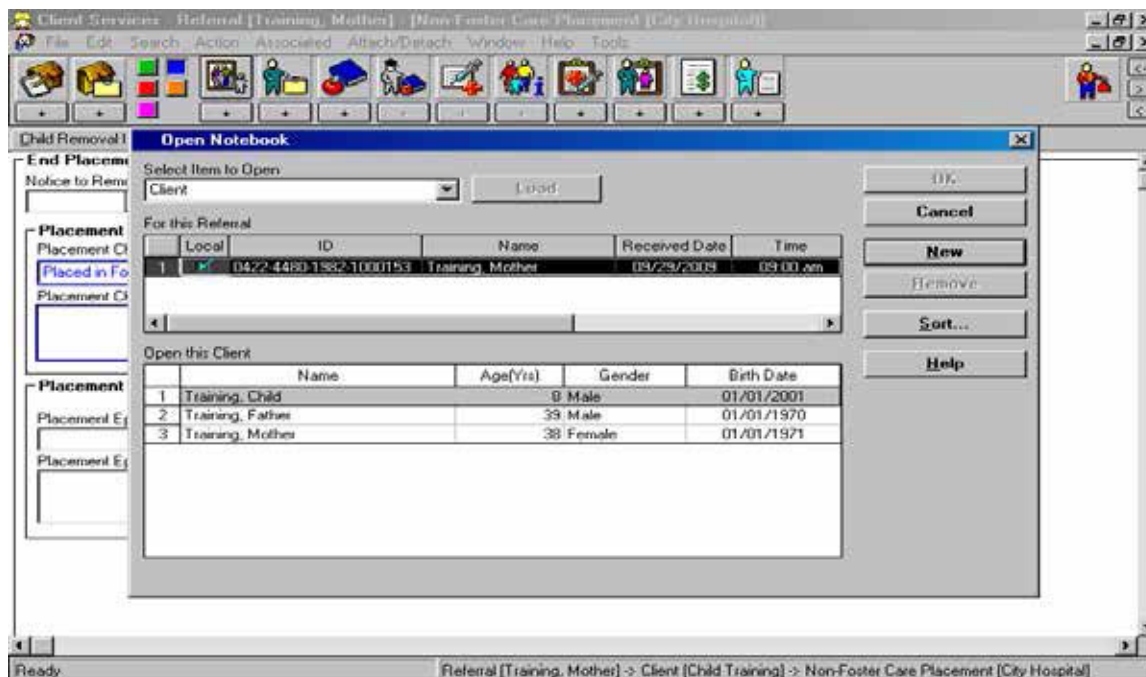 Client Services - Referral [Training, Mother] - [Non-Foster Care Placement [City Hospital]]
File Edit Search Action Associated Attach/Detach Window Help Tools
Child Removal I
Open Notebook
End Placeme
Notice to Remo
Select Item to Open
Client
Load
OK
Cancel
For this Referral
Local ID Name Received Date Time
1 0422-4480-1982-1000153 Training, Mother 09/29/2009 09:00 am
New
Remove
Sort...
Help
Placement
Placement Ch
Placed in Fo
Placement Ch
Open this Client
Name Age(Yrs) Gender Birth Date
1 Training, Child 8 Male 01/01/2001
2 Training, Father 39 Male 01/01/1970
3 Training, Mother 38 Female 01/01/1971
Placement
Placement Ep
Placement Ep
Ready
Referral [Training, Mother] -> Client [Child Training] -> Non-Foster Care Placement [City Hospital]